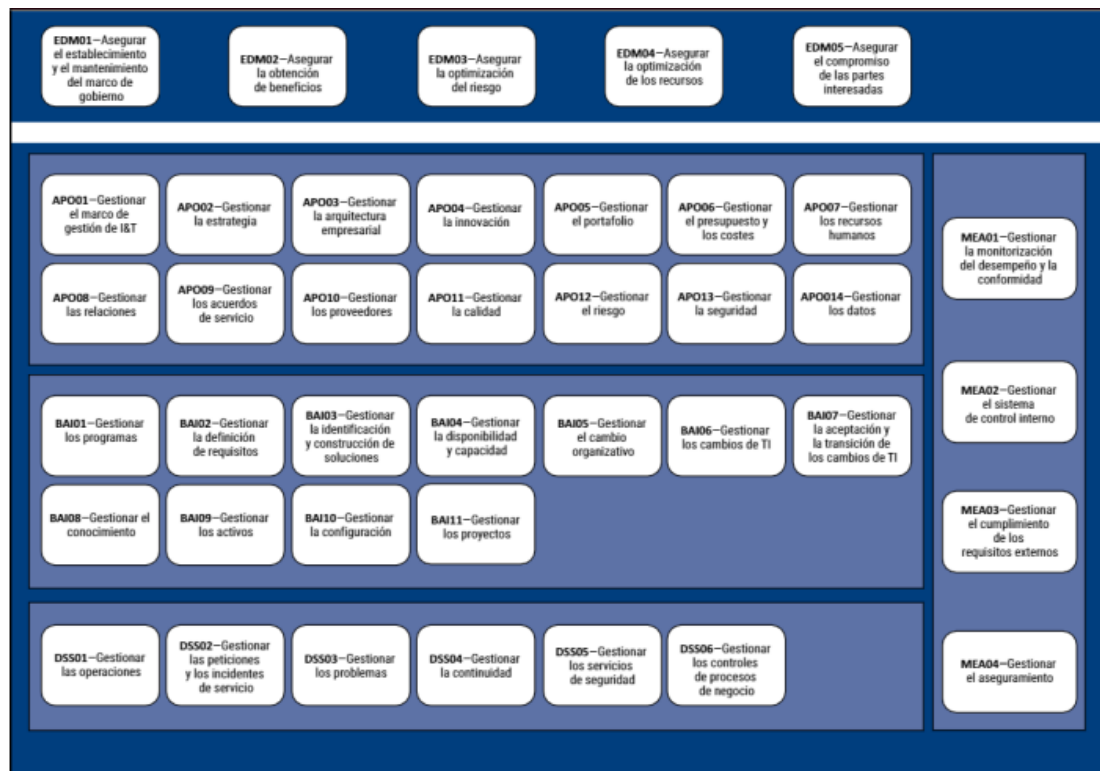 EDM01—Asegurar
el establecimiento
y el mantenimiento
del marco de
gobierno
EDM02—Asegurar
la obtención
de beneficios
EDM03—Asegurar
la optimización
del riesgo
EDM04—Asegurar
la optimización
de los recursos
EDM05—Asegurar
el compromiso
de las partes
interesadas
APO01—Gestionar
el marco de
gestión de I&T
APO02—Gestionar
la estrategia
APO03—Gestionar
la arquitectura
empresarial
APO04—Gestionar
la innovación
APO05—Gestionar
el portafolio
APO06—Gestionar
el presupuesto y
los costes
APO07—Gestionar
los recursos
humanos
APO08—Gestionar
las relaciones
APO09—Gestionar
los acuerdos
de servicio
APO10—Gestionar
los proveedores
APO11—Gestionar
la calidad
APO12—Gestionar
el riesgo
APO13—Gestionar
la seguridad
APO014—Gestionar
los datos
BAI01—Gestionar
los programas
BAI02—Gestionar
la definición
de requisitos
BAI03—Gestionar
la identificación
y construcción de
soluciones
BAI04—Gestionar
la disponibilidad
y capacidad
BAI05—Gestionar
el cambio
organizativo
BAI06—Gestionar
los cambios de TI
BAI07—Gestionar
la aceptación y
la transición de
los cambios de TI
BAI08—Gestionar el
conocimiento
BAI09—Gestionar
los activos
BAI10—Gestionar
la configuración
BAI11—Gestionar
los proyectos
DSS01—Gestionar
las operaciones
DSS02—Gestionar
las peticiones
y los incidentes
de servicio
DSS03—Gestionar
los problemas
DSS04—Gestionar
la continuidad
DSS05—Gestionar
los servicios
de seguridad
DSS06—Gestionar
los controles
de procesos
de negocio
MEA01—Gestionar
la monitorización
del desempeño y la
conformidad
MEA02—Gestionar
el sistema
de control interno
MEA03—Gestionar
el cumplimiento
de los
requisitos externos
MEA04—Gestionar
el aseguramiento